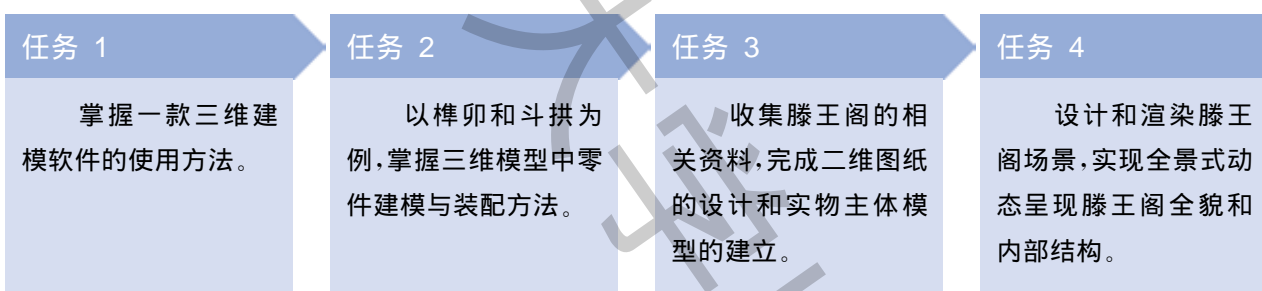 任务 1
掌握一款三维建
模软件的使用方法。
任务 2
以榫卯和斗拱为
例,掌握三维模型中零
件建模与装配方法。
任务 3
收集滕王阁的相
关资料,完成二维图纸
的设计和实物主体模
型的建立。
任务 4
设计和渲染滕王
阁场景,实现全景式动
态呈现滕王阁全貌和
内部结构。